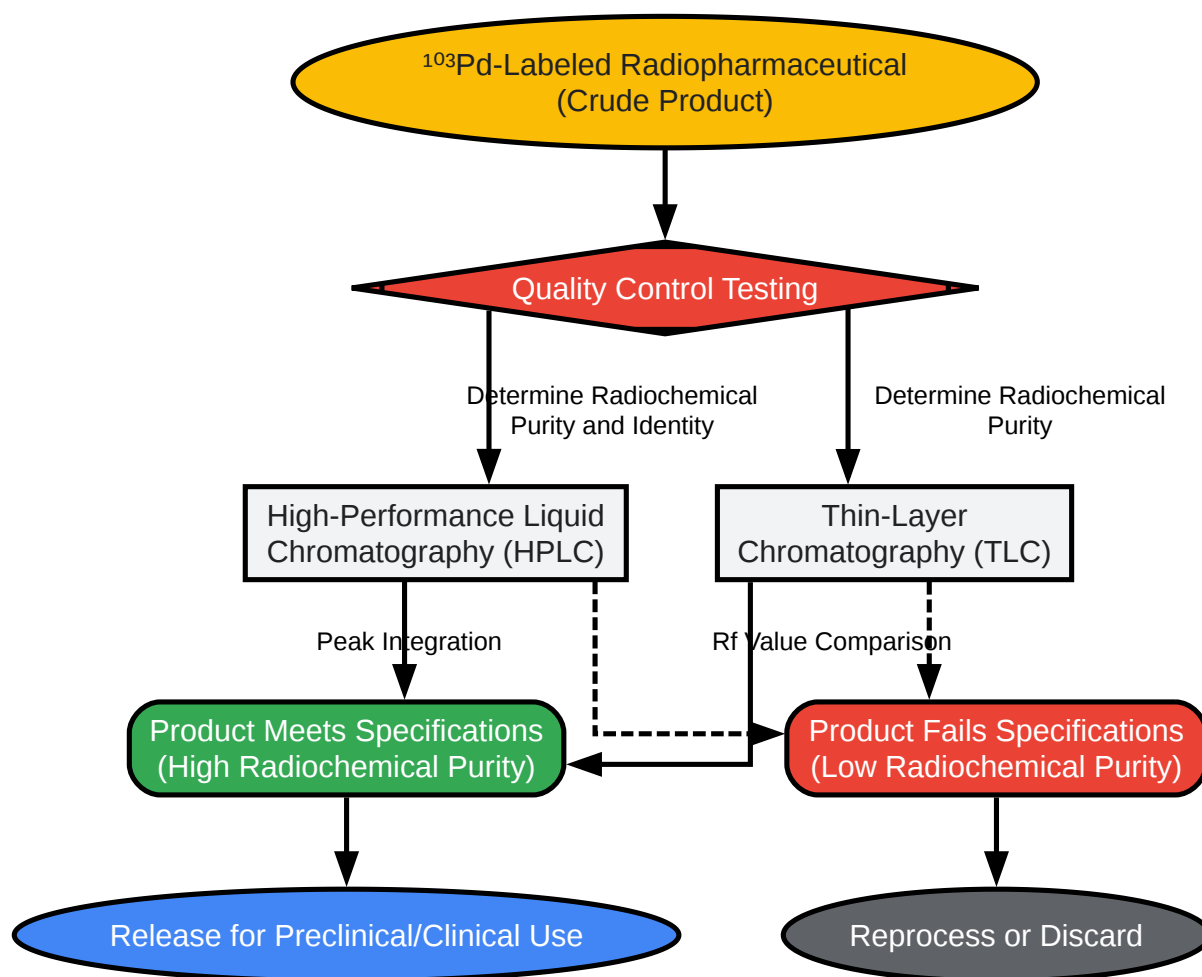 ¹⁰³Pd-Labeled Radiopharmaceutical
(Crude Product)
Quality Control Testing
Determine Radiochemical
Purity and Identity
Determine Radiochemical
Purity
High-Performance Liquid
Chromatography (HPLC)
Thin-Layer
Chromatography (TLC)
Peak Integration
Rf Value Comparison
Product Meets Specifications
(High Radiochemical Purity)
Product Fails Specifications
(Low Radiochemical Purity)
Release for Preclinical/Clinical Use
Reprocess or Discard